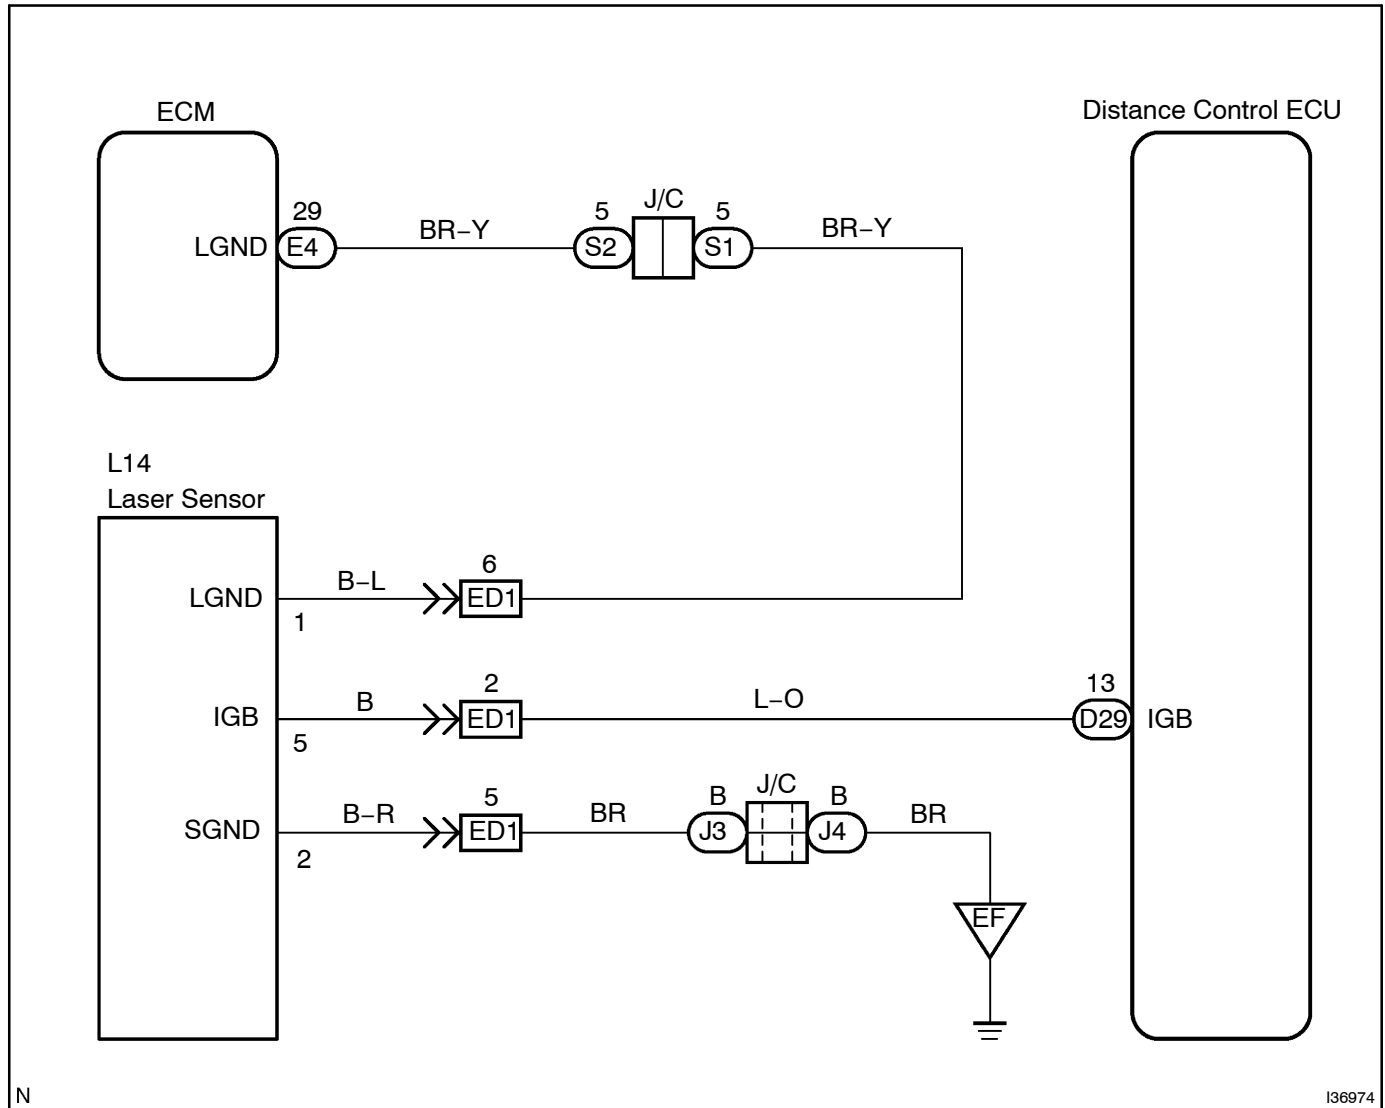 ECM
Distance Control ECU
29
5
J/C
5
LGND
E4
BR−Y
S2
S1
BR−Y
L14
Laser Sensor
6
LGND
B−L
ED1
1
2
13
IGB
B
ED1
L−O
D29
IGB
5
5
B
J/C
B
SGND
B−R
ED1
BR
J3
J4
BR
2
EF
N
I36974